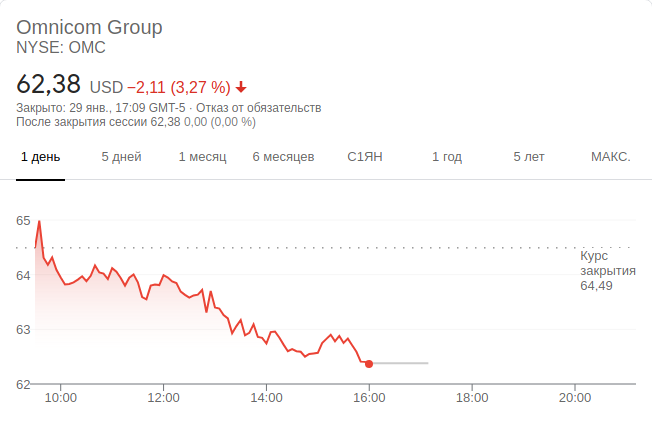 Omnicom Group
NYSE: OMC
62,38 USD −2,11 (3,27 %)
Закрыто: 29 янв., 17:09 GMT-5 · Отказ от обязательств
После закрытия сессии 62,38 0,00 (0,00 %)
1 день 5 дней 1 месяц 6 месяцев С1ЯН 1 год 5 лет МАКС.
65
Курс
закрытия
64,49
64
63
62
10:00 12:00 14:00 16:00 18:00 20:00